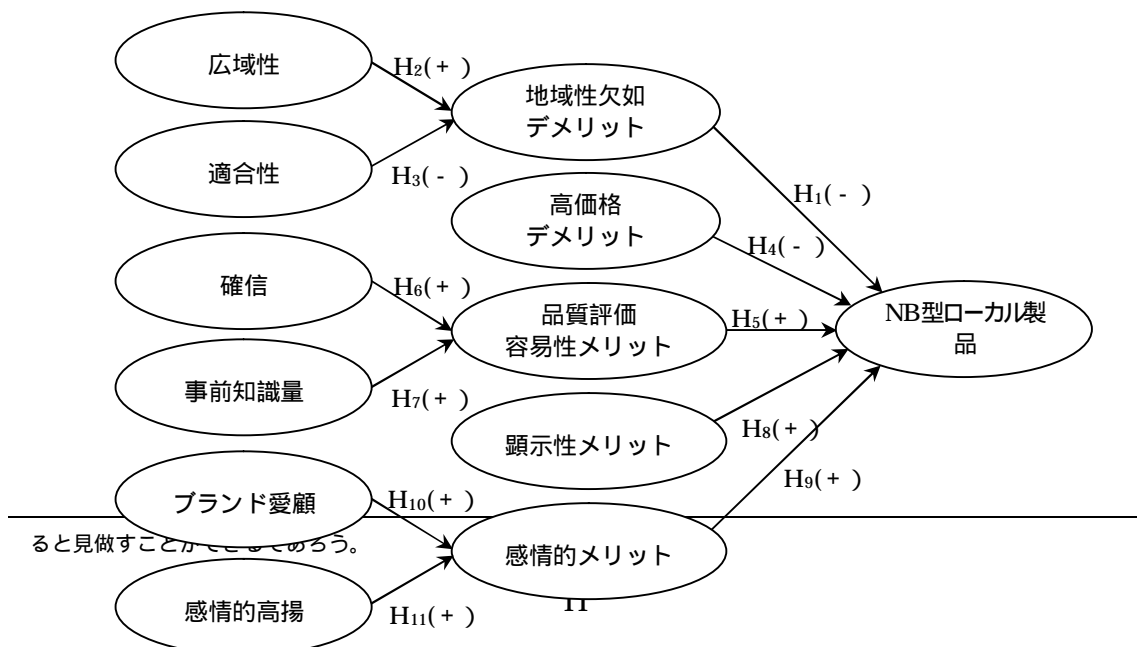 広域性
H2(+ )
地域性欠如
デメリット
適合性
H3(- )
H1(- )
高価格
デメリット
H4(- )
確信
H6(+ )
品質評価
容易性メリット
H5(+ )
NB型ローカル製
品
事前知識量
H7(+ )
顕示性メリット
H8(+ )
H9(+ )
ブランド愛顧
H10(+ )
ると見做すことができるであろう。
感情的メリット
感情的高揚
H11(+ )